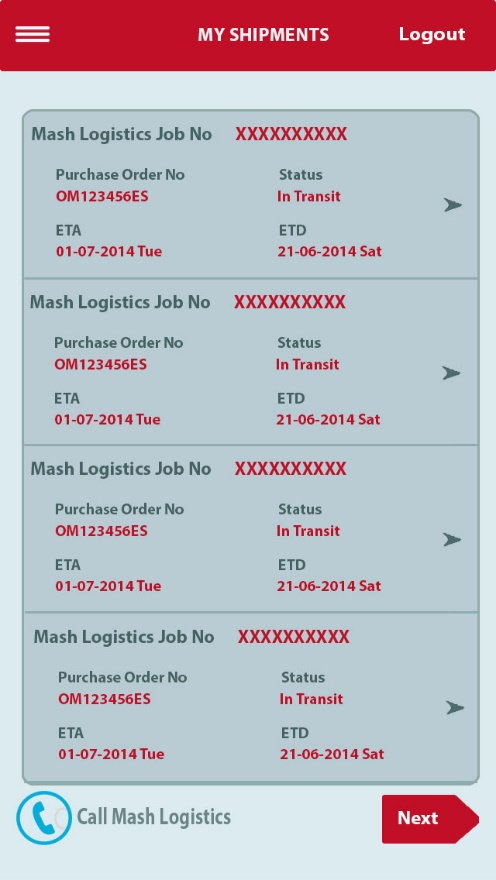 MY SHIPMENTS Logout
Mash Logistics Job No XXXXXXXXXX
Purchase Order No Status
OM123456ES In Transit
ETA ETD
01-07-2014 Tue 21-06-2014 Sat
Mash Logistics Job No XXXXXXXXXX
Purchase Order No Status
OM123456ES In Transit
ETA ETD
01-07-2014 Tue 21-06-2014 Sat
Mash Logistics Job No XXXXXXXXXX
Purchase Order No Status
OM123456ES In Transit
ETA ETD
01-07-2014 Tue 21-06-2014 Sat
Mash Logistics Job No XXXXXXXXXX
Purchase Order No Status
OM123456ES In Transit
ETA ETD
01-07-2014 Tue 21-06-2014 Sat
Call Mash Logistics Next